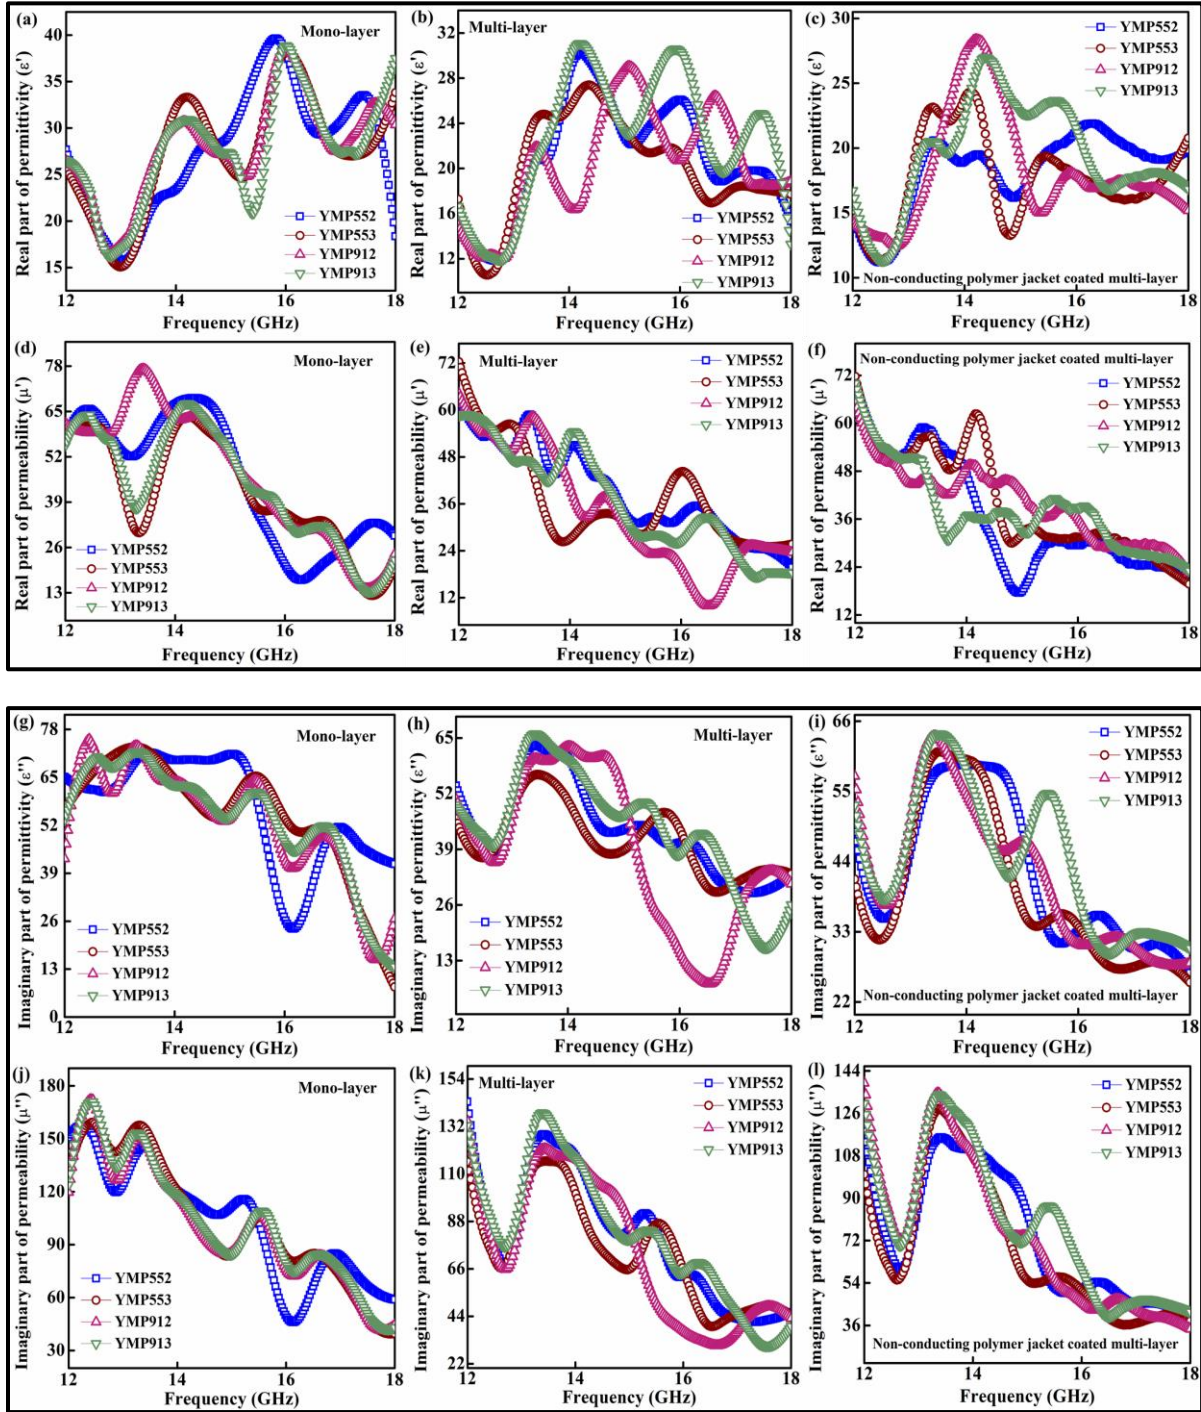 (a)
Mono-layer
Real part of permittivity (ε')
40
35
30
25
20
15
YMP552
YMP553
YMP912
YMP913
12
14
16
18
Frequency (GHz)
(b)
Multi-layer
Real part of permittivity (ε')
32
28
24
20
16
12
YMP552
YMP553
YMP912
YMP913
12
14
16
18
Frequency (GHz)
(c)
Real part of permittivity (ε')
30
25
20
15
10
YMP552
YMP553
YMP912
YMP913
Non-conducting polymer jacket coated multi-layer
12
14
16
18
Frequency (GHz)
(d)
Mono-layer
Real part of permeability (μ')
78
65
52
39
26
13
YMP552
YMP553
YMP912
YMP913
12
14
16
18
Frequency (GHz)
(e)
Multi-layer
Real part of permeability (μ')
72
60
48
36
24
12
YMP552
YMP553
YMP912
YMP913
12
14
16
18
Frequency (GHz)
(f)
Non-conducting polymer jacket coated multi-layer
Real part of permeability (μ')
72
60
48
36
24
12
YMP552
YMP553
YMP912
YMP913
12
14
16
18
Frequency (GHz)
(g)
Mono-layer
Imaginary part of permittivity (ε'')
78
65
52
39
26
13
0
YMP552
YMP553
YMP912
YMP913
12
14
16
18
Frequency (GHz)
(h)
Multi-layer
Imaginary part of permittivity (ε'')
65
52
39
26
13
YMP552
YMP553
YMP912
YMP913
12
14
16
18
Frequency (GHz)
(i)
Imaginary part of permittivity (ε'')
66
55
44
33
22
YMP552
YMP553
YMP912
YMP913
Non-conducting polymer jacket coated multi-layer
12
14
16
18
Frequency (GHz)
(j)
Mono-layer
Imaginary part of permeability (μ'')
180
150
120
90
60
30
YMP552
YMP553
YMP912
YMP913
12
14
16
18
Frequency (GHz)
(k)
Multi-layer
Imaginary part of permeability (μ'')
154
132
110
88
66
44
22
YMP552
YMP553
YMP912
YMP913
12
14
16
18
Frequency (GHz)
(l)
Imaginary part of permeability (μ'')
144
126
108
90
72
54
36
YMP552
YMP553
YMP912
YMP913
Non-conducting polymer jacket coated multi-layer
12
14
16
18
Frequency (GHz)